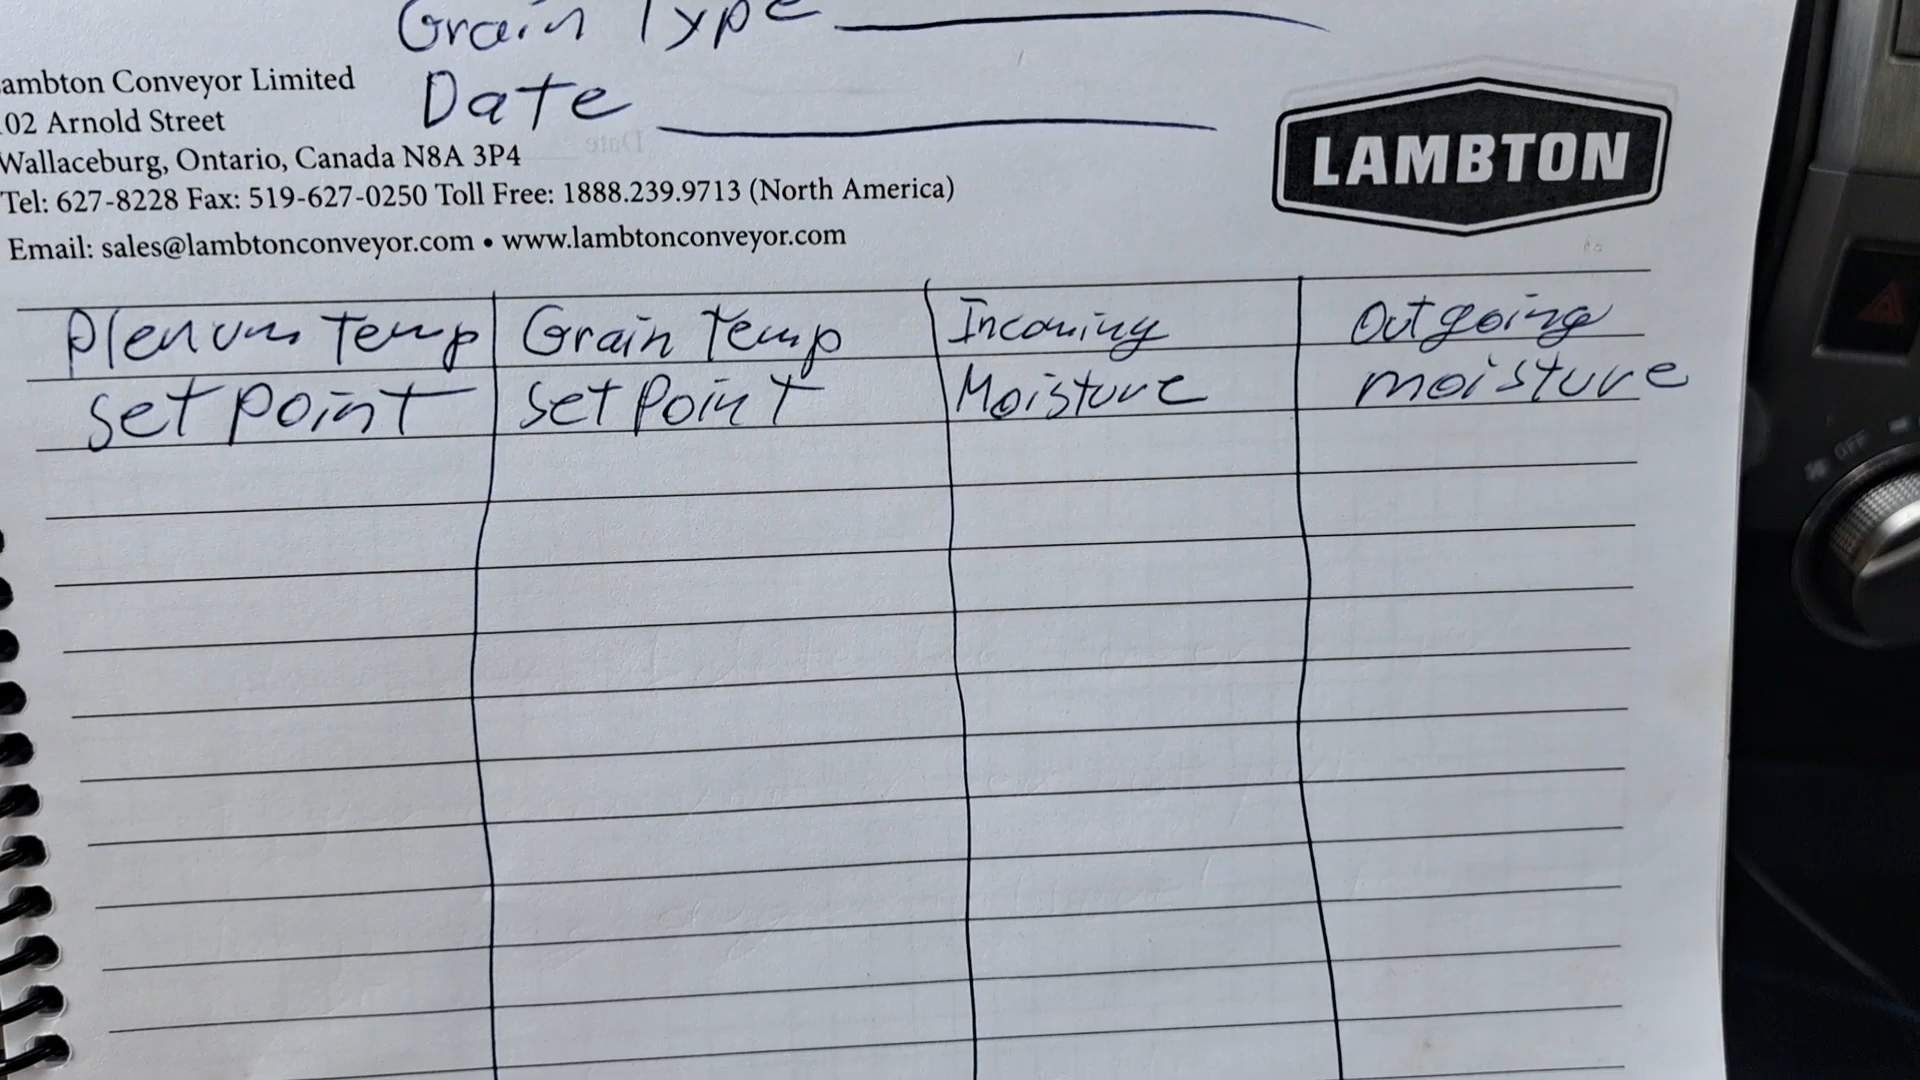 Grain Type
ambton Conveyor Limited
Date
02 Arnold Street
Wallaceburg, Ontario, Canada N8A 3P4
Tel: 627-8228 Fax: 519-627-0250 Toll Free: 1888.239.9713 (North America)
Email: sales@lambtonconveyor.com • www.lambtonconveyor.com
LAMBTON
Plenum Temp Grain Temp Incoming Outgoing
set point set Point Moisture moisture
OFF